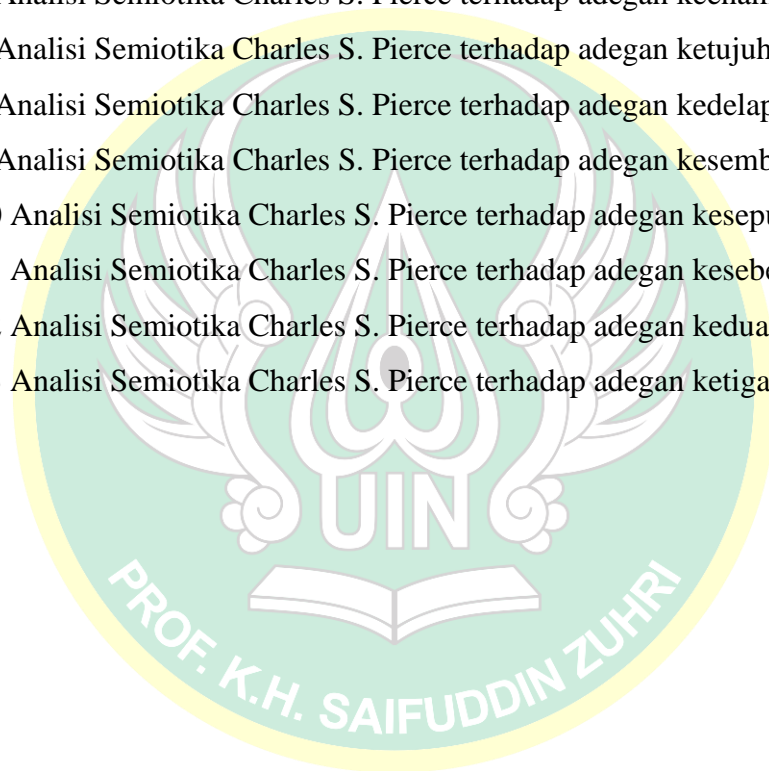 Analisi Semiotika Charles S. Pierce terhadap adegan
Analisi Semiotika Charles S. Pierce terhadap adegan ketujuh
Analisi Semiotika Charles S. Pierce terhadap adegan kedelap
Analisi Semiotika Charles S. Pierce terhadap adegan kesemb
Analisi Semiotika Charles S. Pierce terhadap adegan kesepu
Analisi Semiotika Charles S. Pierce terhadap adegan kesebe
Analisi Semiotika Charles S. Pierce terhadap adegan kedua
Analisi Semiotika Charles S. Pierce terhadap adegan ketiga
UIN
PROF. K.H. SAIFUDDIN ZUHRI